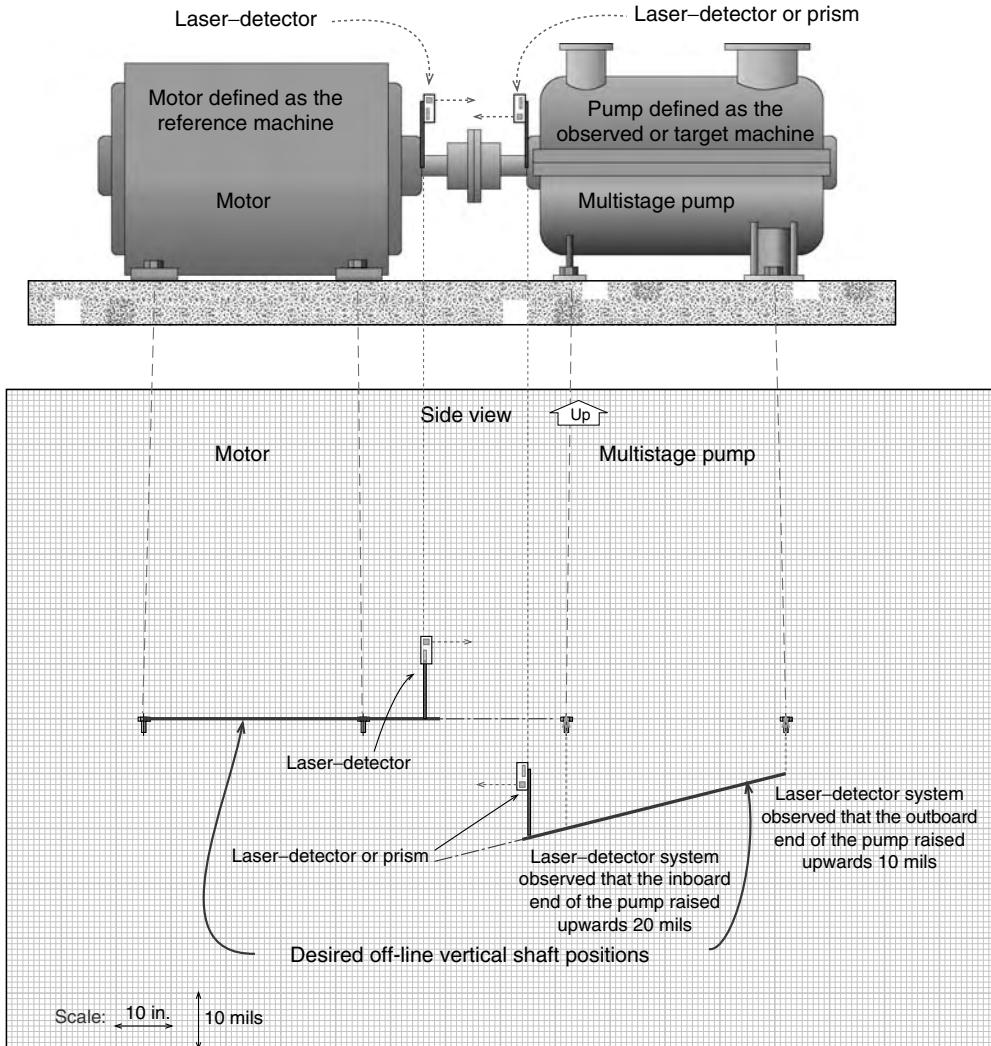 Laser–detector
Laser–detector or prism
Motor defined as the
reference machine
Pump defined as the
observed or target machine
Motor
Multistage pump
Side view
Up
Motor
Multistage pump
Laser–detector
Laser–detector or prism
Laser–detector system
observed that the inboard
end of the pump raised
upwards 20 mils
Laser–detector system
observed that the outboard
end of the pump raised
upwards 10 mils
Desired off-line vertical shaft positions
Scale: 10 in. 10 mils